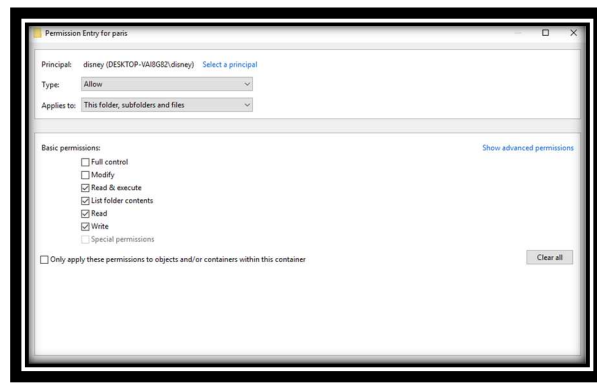 Permission Entry for paris
Principal: disney (DESKTOP-VAI8G82\disney) Select a principal
Type: Allow
Applies to: This folder, subfolders and files
Basic permissions: Show advanced permissions
Full control
Modify
Read & execute
List folder contents
Read
Write
Special permissions
Only apply these permissions to objects and/or containers within this container Clear all